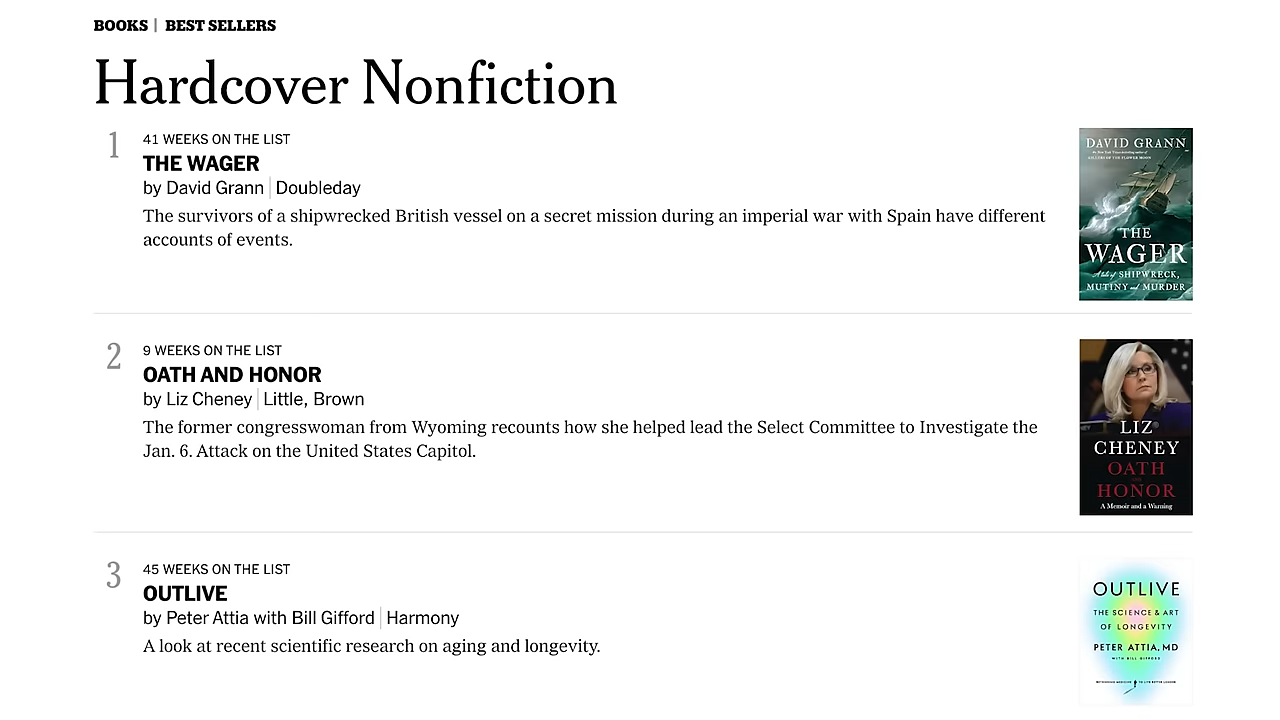 BOOKS | BEST SELLERS
Hardcover Nonfiction
1
41 WEEKS ON THE LIST
THE WAGER
by David Grann | Doubleday
The survivors of a shipwrecked British vessel on a secret mission during an imperial war with Spain have different
accounts of events.
DAVID GRANN
THE
WAGER
A tale of SHIPWRECK,
MUTINY and MURDER
2
9 WEEKS ON THE LIST
OATH AND HONOR
by Liz Cheney | Little, Brown
The former congresswoman from Wyoming recounts how she helped lead the Select Committee to Investigate the
Jan. 6. Attack on the United States Capitol.
LIZ
CHENEY
OATH
HONOR
A Memoir and a Warning
3
45 WEEKS ON THE LIST
OUTLIVE
by Peter Attia with Bill Gifford | Harmony
A look at recent scientific research on aging and longevity.
OUTLIVE
THE SCIENCE & ART
OF LONGEVITY
PETER ATTIA, MD
WITH BILL GIFFORD